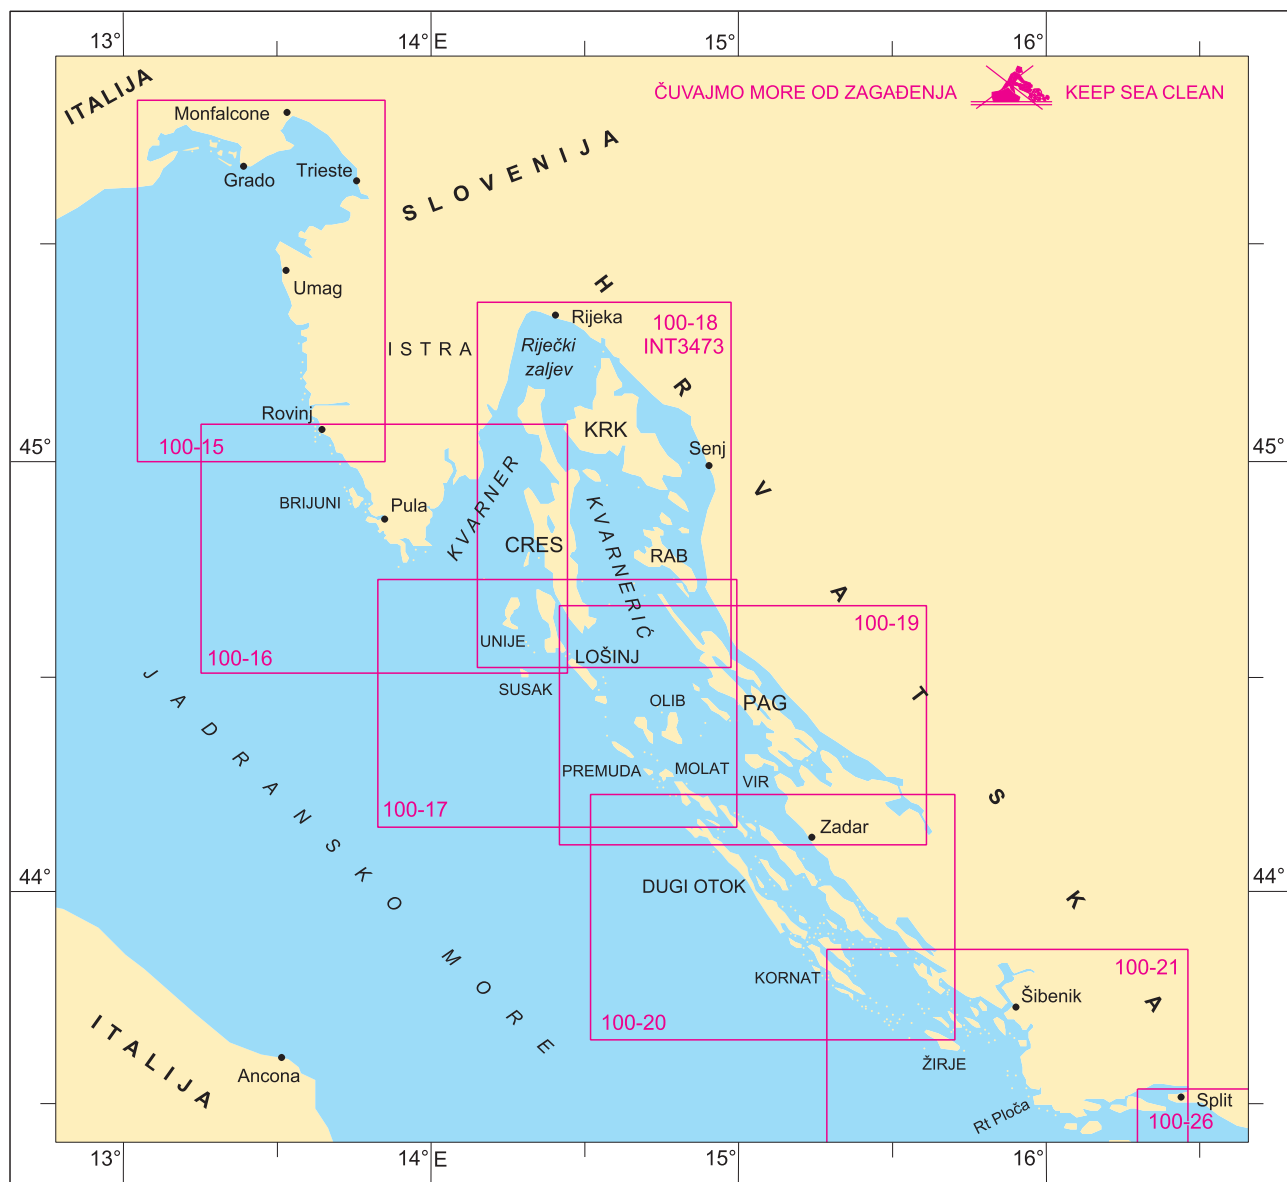 13°
14°E
15°
16°
ITALIJA
ČUVAJMO MORE OD ZAGAĐENJA
KEEP SEA CLEAN
Monfalcone
Grado
Trieste
SLOVENIJA
Umag
HRVATSKA
Rijeka
100-18
INT3473
Riječki
zaljev
ISTRA
Rovinj
KRK
45°
100-15
Senj
45°
BRIJUNI
Pula
KVARNER
KVARNERIĆ
CRES
RAB
100-19
UNIJE
100-16
LOŠINJ
SUSAK
OLIB
PAG
JADRANSKO MORE
PREMUDA
MOLAT
VIR
100-17
Zadar
44°
DUGI OTOK
44°
KORNAT
100-21
Šibenik
100-20
ŽIRJE
ITALIJA
Ancona
Rt Ploča
Split
100-26
13°
14°E
15°
16°